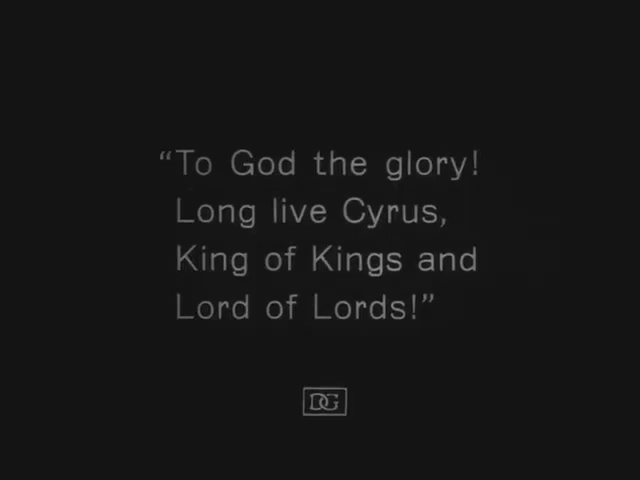 “To God the glory!
Long live Cyrus,
King of Kings and
Lord of Lords!”
DG